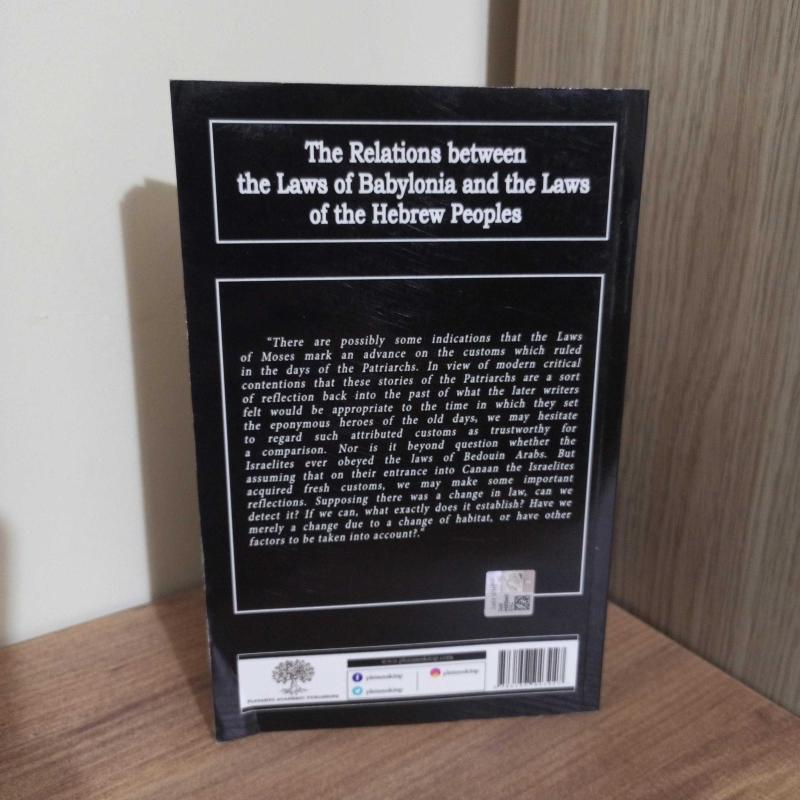 The Relations between
the Laws of Babylonia and the Laws
of the Hebrew Peoples
"There are possibly some indications that the Laws
of Moses mark an advance on the customs which ruled
in the days of the Patriarchs. In view of modern critical
contentions that these stories of the Patriarchs are a sort
of reflection back into the past of what the later writers
felt would be appropriate to the time in which they set
the eponymous heroes of the old days, we may hesitate
to regard such attributed customs as trustworthy for
a comparison. Nor is it beyond question whether the
Israelites ever obeyed the laws of Bedouin Arabs. But
assuming that on their entrance into Canaan the Israelites
acquired fresh customs, we may make some important
reflections. Supposing there was a change in law, can we
detect it? If we can, what exactly does it establish? Have we
merely a change due to a change of habitat, or have other
factors to be taken into account?."
ACADEMIC PUBLISHING